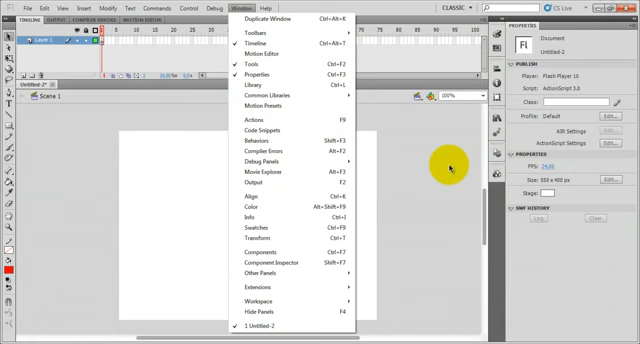 Fl File Edit View Insert Modify Text Commands Control Debug Window Help CLASSIC CS Live
TIMELINE OUTPUT COMPILER ERRORS MOTION EDITOR
Layer 1
24.00
Untitled-2*
Scene 1
100%
Duplicate Window Ctrl+Alt+K
Toolbars
Timeline Ctrl+Alt+T
Motion Editor
Tools Ctrl+F2
Properties Ctrl+F3
Library Ctrl+L
Common Libraries
Motion Presets
Actions F9
Code Snippets
Behaviors Shift+F3
Compiler Errors Alt+F2
Debug Panels
Movie Explorer Alt+F3
Output F2
Align Ctrl+K
Color Alt+Shift+F9
Info Ctrl+I
Swatches Ctrl+F9
Transform Ctrl+T
Components Ctrl+F7
Component Inspector Shift+F7
Other Panels
Extensions
Workspace
Hide Panels F4
1 Untitled-2
PROPERTIES
Fl
Document
Untitled-2
PUBLISH
Player: Flash Player 10
Script: ActionScript 3.0
Class:
Profile: Default Edit...
AIR Settings Edit...
ActionScript Settings Edit...
PROPERTIES
FPS: 24.00
Size: 550 x 400 px Edit...
Stage:
SWF HISTORY
Log Clear